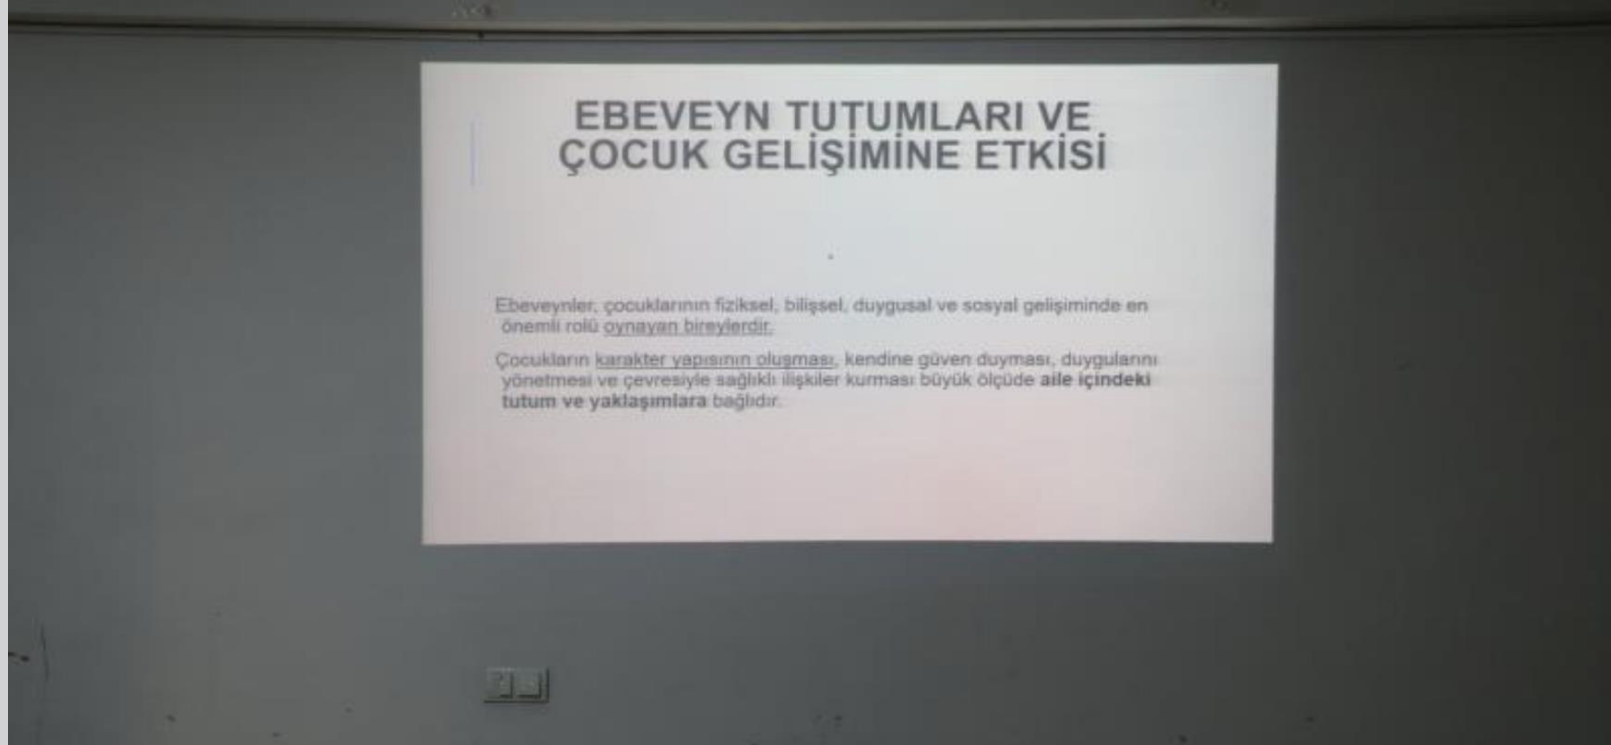 EBEVEYN TUTUMLARI VE
ÇOCUK GELİŞİMİNE ETKİSİ
Ebeveynler, çocuklarının fiziksel, bilişsel, duygusal ve sosyal gelişiminde en
önemli rolü oynayan bireylerdir.
Çocukların karakter yapısının oluşması, kendine güven duyması, duygularını
yönetmesi ve çevresiyle sağlıklı ilişkiler kurması büyük ölçüde aile içindeki
tutum ve yaklaşımlara bağlıdır.